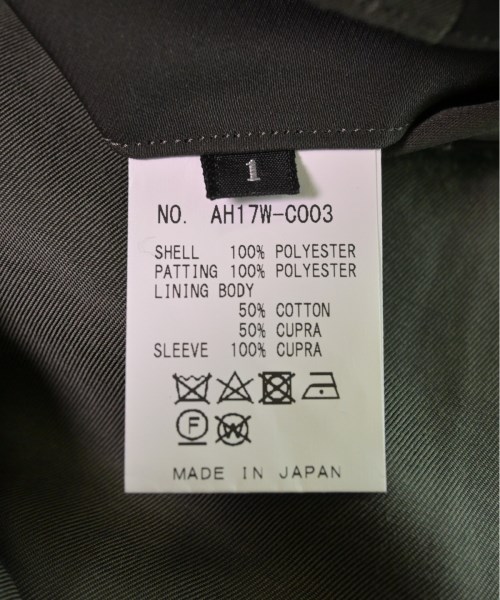 1
NO. AH17W-C003
SHELL 100% POLYESTER
PATTING 100% POLYESTER
LINING BODY
50% COTTON
50% CUPRA
SLEEVE 100% CUPRA
F
W
MADE IN JAPAN